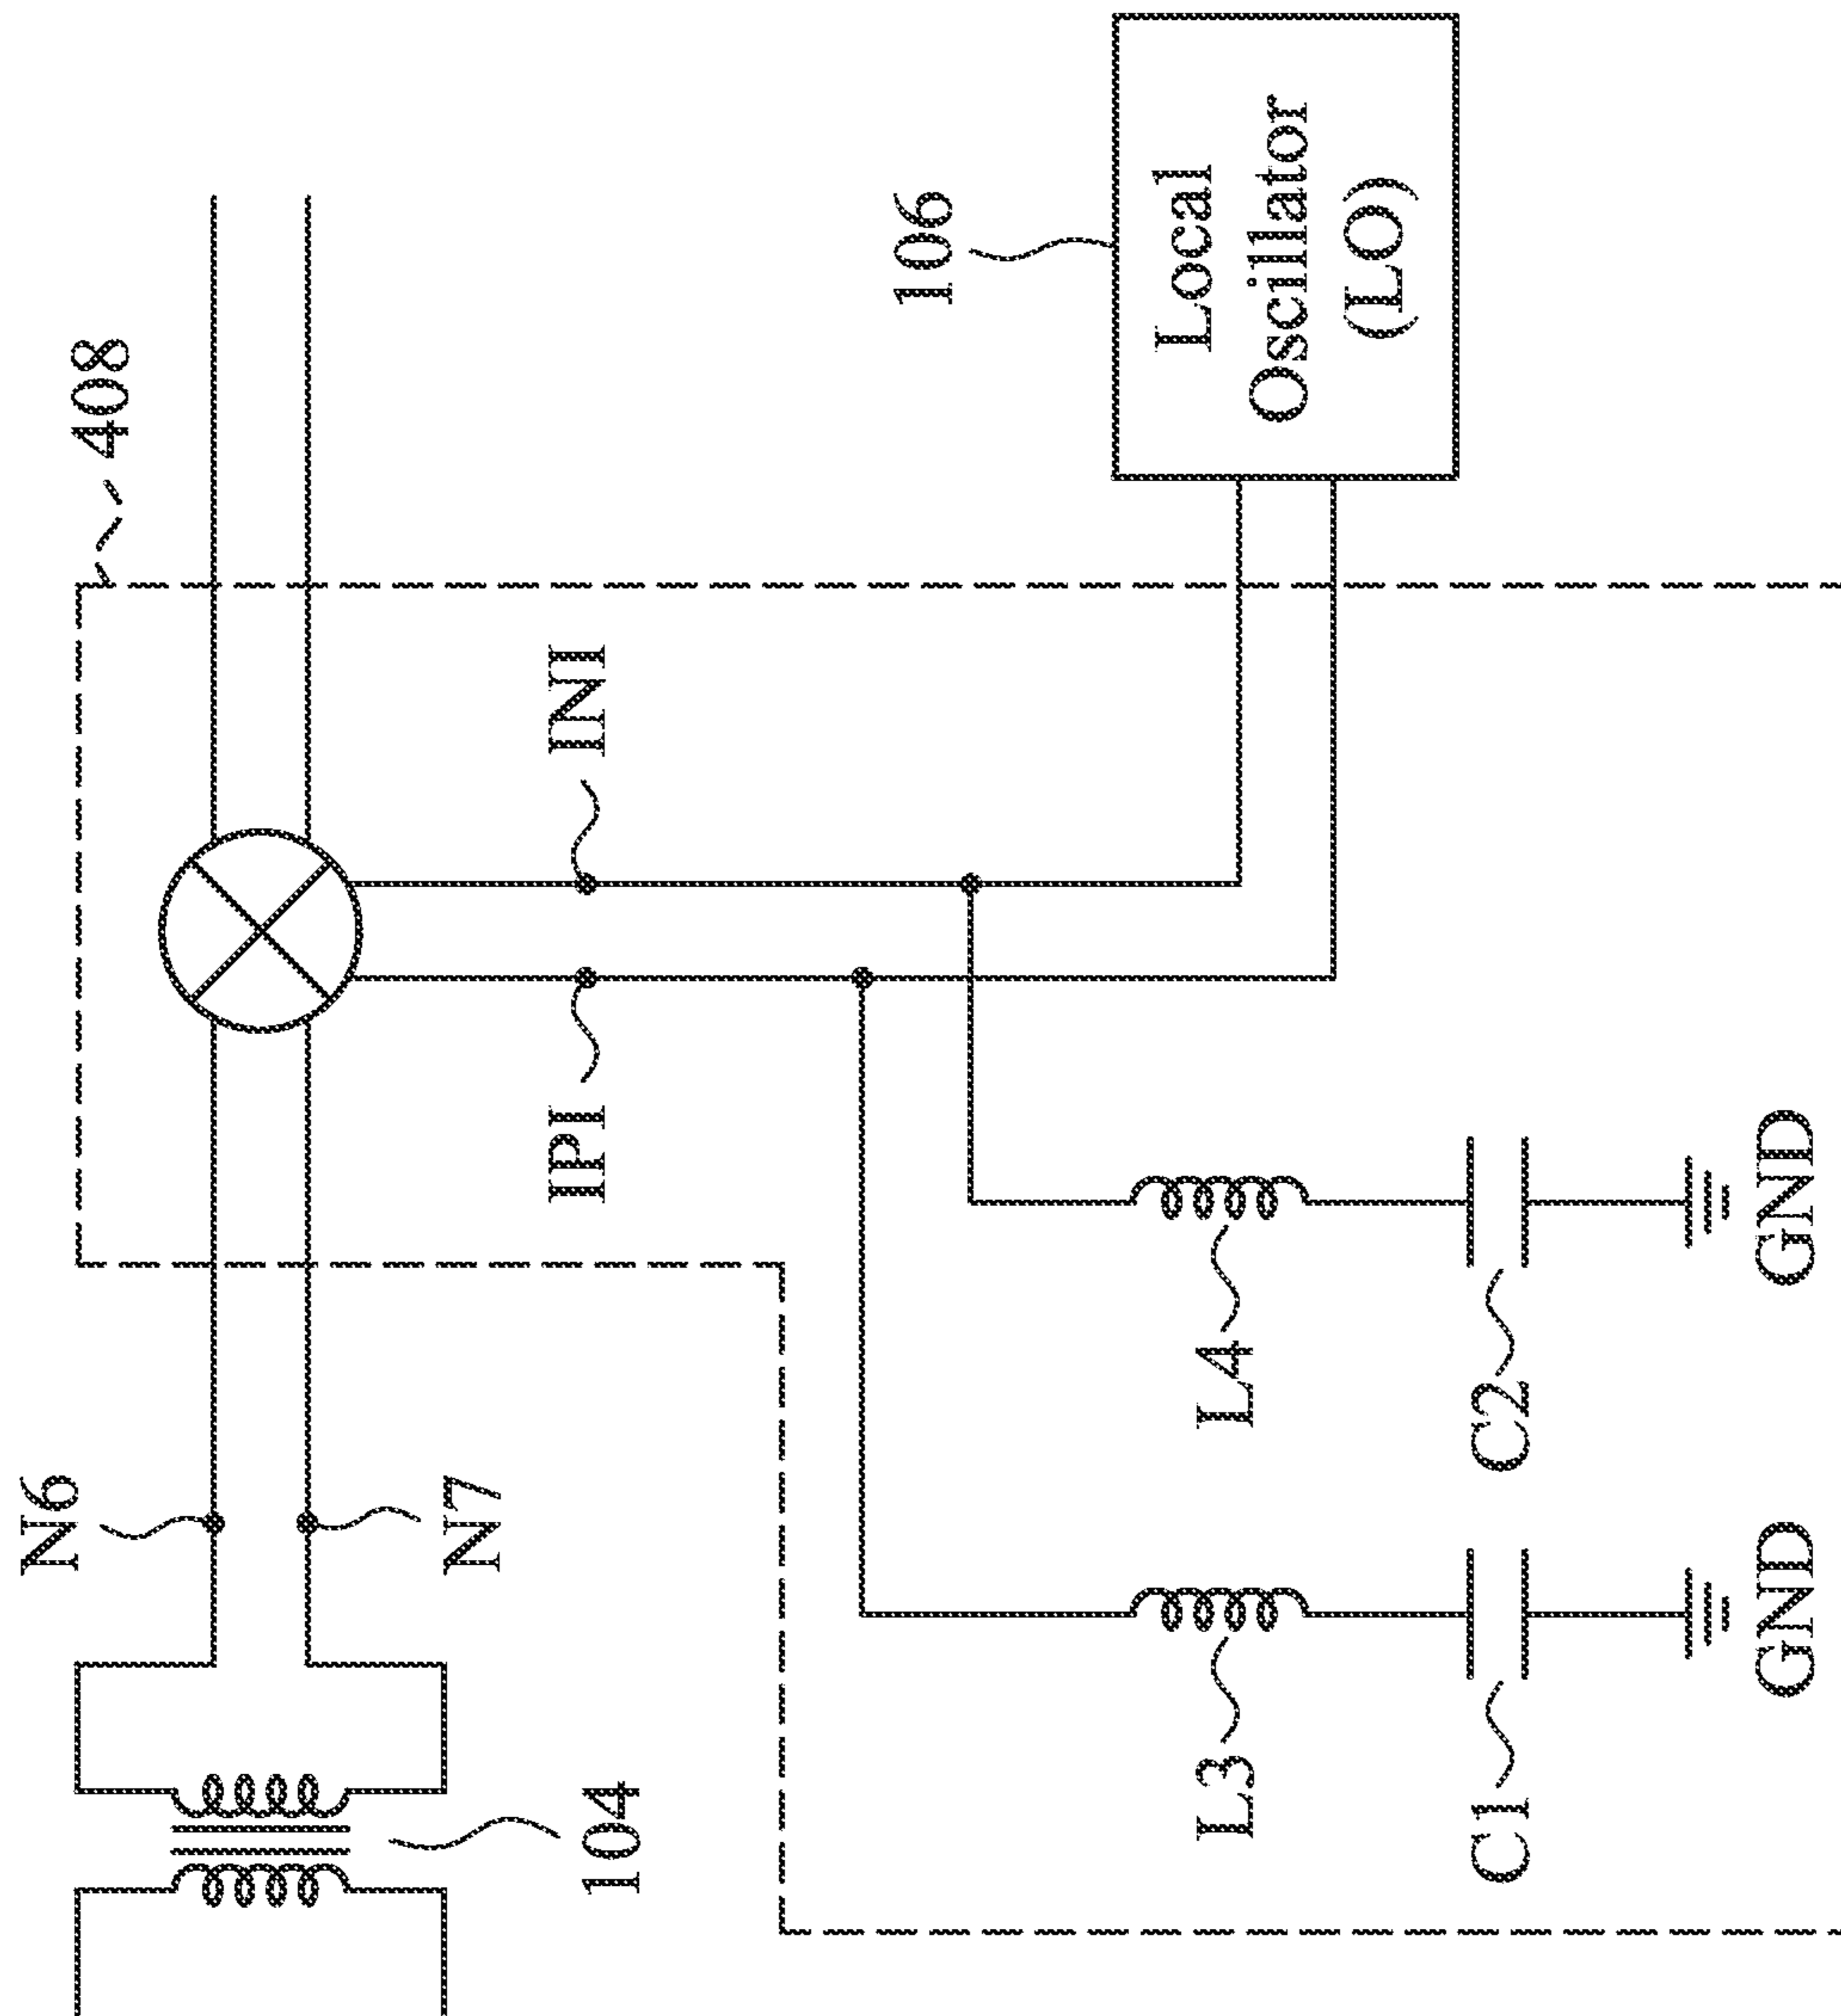 408
106
Local
Oscillator
(LO)
INI
IPI
N6
N7
104
L4
C2
GND
L3
C1
GND